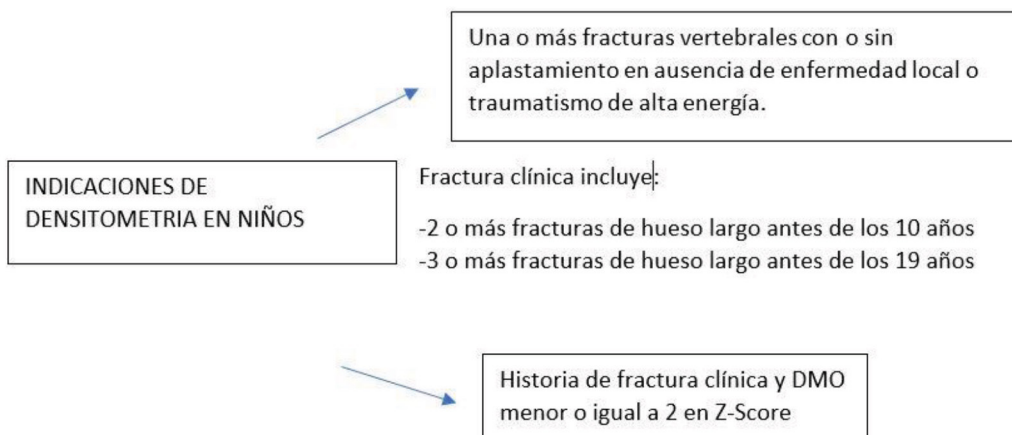 Una o más fracturas vertebrales con o sin
aplastamiento en ausencia de enfermedad local o
traumatismo de alta energía.
INDICACIONES DE
DENSITOMETRIA EN NIÑOS
Fractura clínica incluye:
-2 o más fracturas de hueso largo antes de los 10 años
-3 o más fracturas de hueso largo antes de los 19 años
Historia de fractura clínica y DMO
menor o igual a 2 en Z-Score